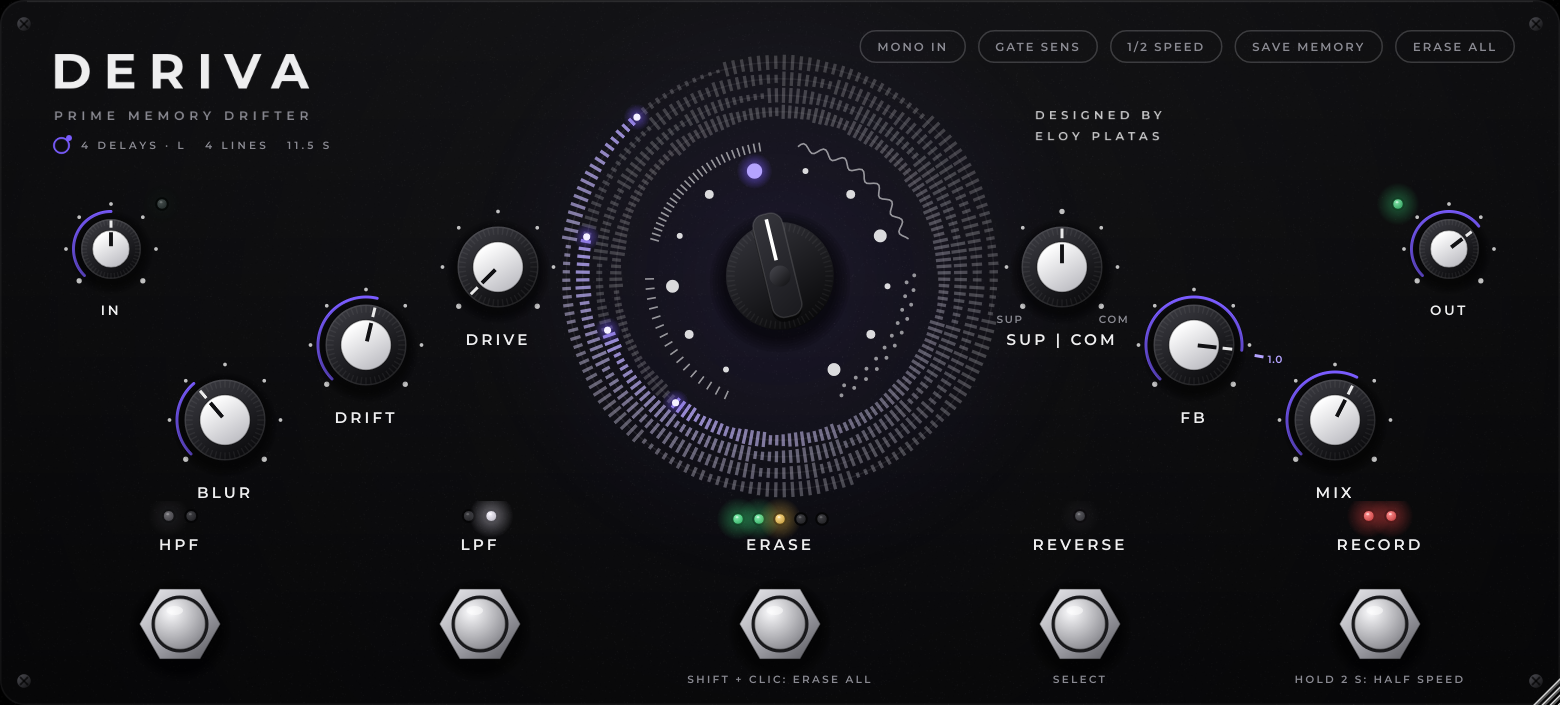 MONO IN
GATE SENS
1/2 SPEED
SAVE MEMORY
ERASE ALL
DERIVA
PRIME MEMORY DRIFTER
4 DELAYS · L 4 LINES 11.5 S
DESIGNED BY
ELOY PLATAS
IN
OUT
DRIVE
SUP
COM
SUP | COM
1.0
DRIFT
FB
BLUR
MIX
HPF
LPF
ERASE
REVERSE
RECORD
SHIFT + CLIC: ERASE ALL
SELECT
HOLD 2 S: HALF SPEED